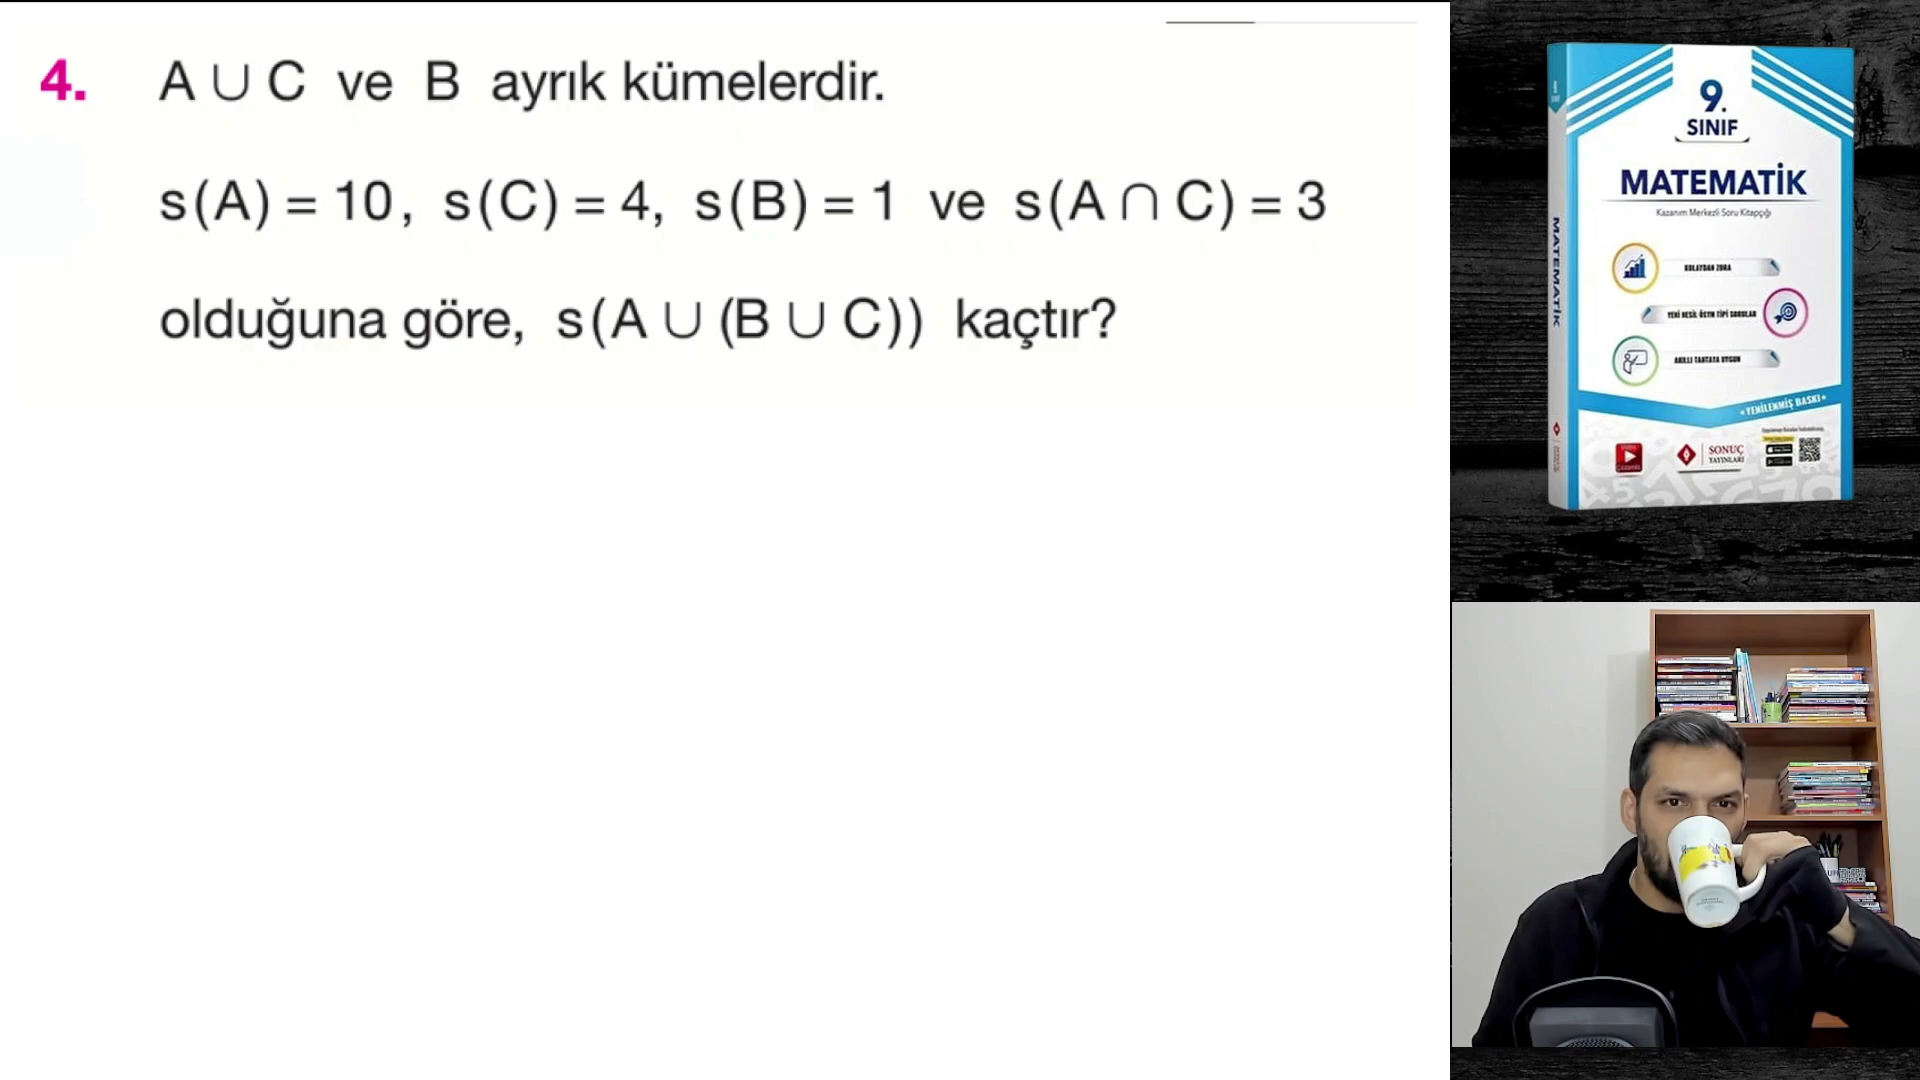 4. A ∪ C ve B ayrık kümelerdir.
s(A) = 10, s(C) = 4, s(B) = 1 ve s(A ∩ C) = 3
olduğuna göre, s(A ∪ (B ∪ C)) kaçtır?
9.
SINIF
MATEMATİK
Kazanım Merkezli Soru Kitapçığı
KOLAYDAN ZORA
YENİ NESİL ÖSYM TİPİ SORULAR
AKILLI TAHTAYA UYGUN
• YENİLENMİŞ BASKI •
SONUÇ
YAYINLARI
MATEMATİK